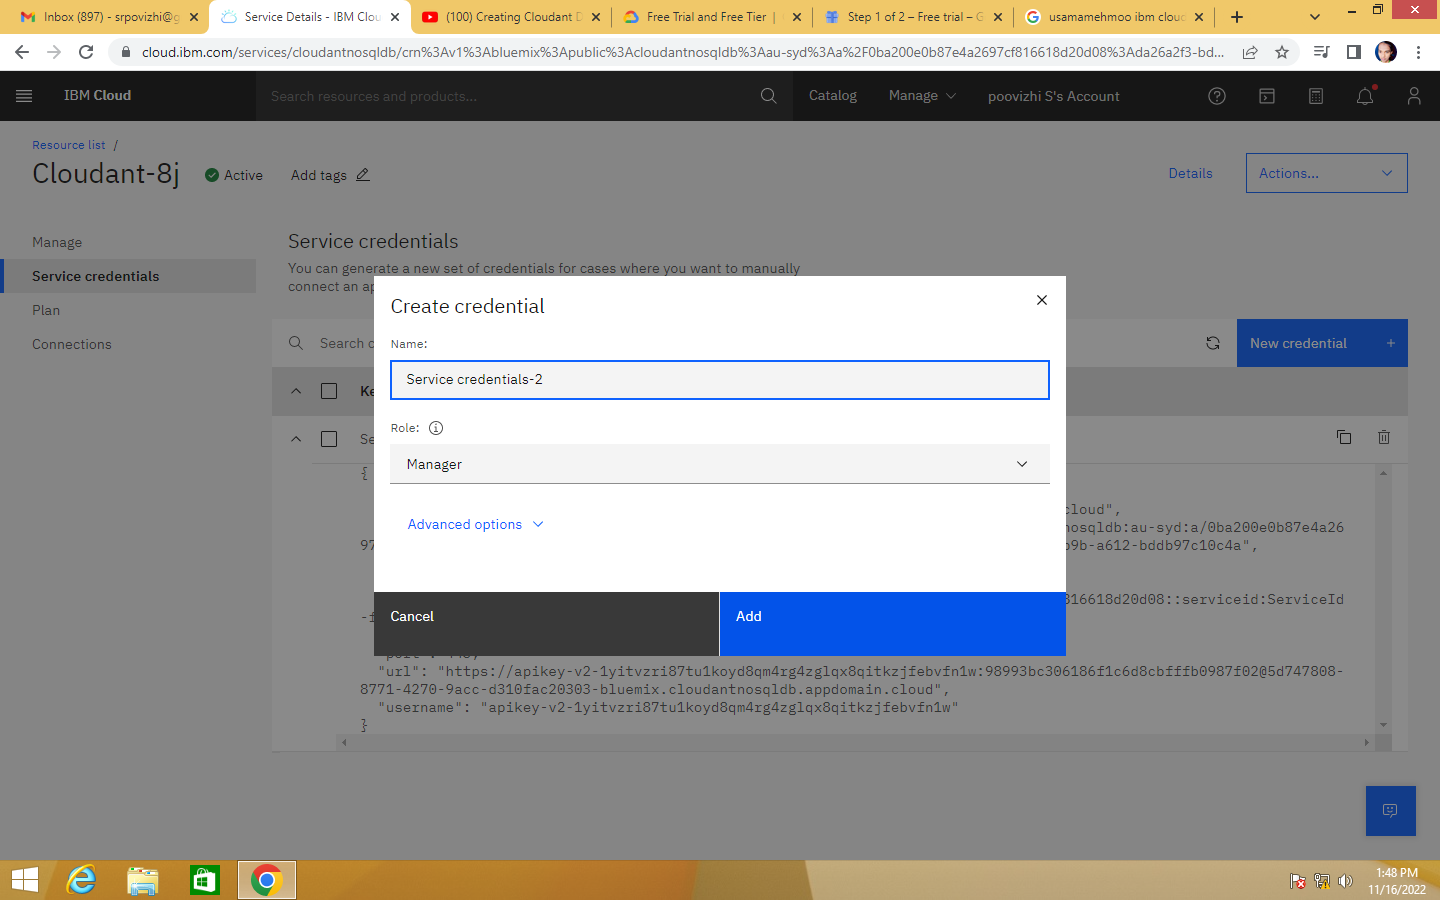 Inbox (897) - srpovizhi@g
Service Details - IBM Clou
(100) Creating Cloudant D
Free Trial and Free Tier |
Step 1 of 2 – Free trial – G
usamamehmoo ibm cloud
cloud.ibm.com/services/cloudantnosqldb/crn%3Av1%3Abluemix%3Apublic%3Acloudantnosqldb%3Aau-syd%3Aa%2F0ba200e0b87e4a2697cf816618d20d08%3Ada26a2f3-bd...
IBM Cloud
Search resources and products...
Catalog
Manage
poovizhi S's Account
Resource list /
Cloudant-8j
Active
Add tags
Details
Actions...
Manage
Service credentials
Plan
Connections
Service credentials
You can generate a new set of credentials for cases where you want to manually
connect an ap
Search c
New credential +
Ke
Se
Create credential
Name:
Service credentials-2
Role:
Manager
Advanced options
Cancel
Add
{
cloud",
nosqldb:au-syd:a/0ba200e0b87e4a26
97
b9b-a612-bddb97c10c4a",
816618d20d08::serviceid:ServiceId
"url": "https://apikey-v2-1yitvzri87tu1koyd8qm4rg4zglqx8qitkzjfebvfn1w:98993bc306186f1c6d8cbfffb0987f02@5d747808-
8771-4270-9acc-d310fac20303-bluemix.cloudantnosqldb.appdomain.cloud",
"username": "apikey-v2-1yitvzri87tu1koyd8qm4rg4zglqx8qitkzjfebvfn1w"
}
1:48 PM
11/16/2022